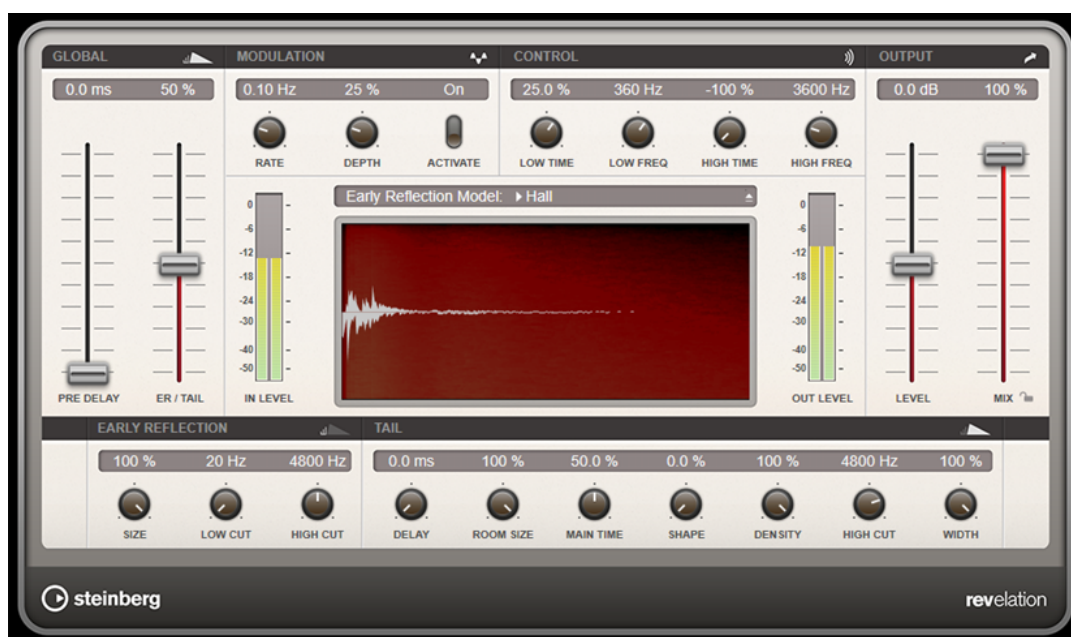 GLOBAL
MODULATION
CONTROL
OUTPUT
0.0 ms 50 %
0.10 Hz 25 % On
25.0 % 360 Hz -100 % 3600 Hz
0.0 dB 100 %
RATE DEPTH ACTIVATE
LOW TIME LOW FREQ HIGH TIME HIGH FREQ
Early Reflection Model: Hall
0
-6
-12
-18
-24
-30
-40
-50
0
-6
-12
-18
-24
-30
-40
-50
PRE DELAY ER / TAIL
IN LEVEL
OUT LEVEL
LEVEL MIX
EARLY REFLECTION
TAIL
100 % 20 Hz 4800 Hz
0.0 ms 100 % 50.0 % 0.0 % 100 % 4800 Hz 100 %
SIZE LOW CUT HIGH CUT
DELAY ROOM SIZE MAIN TIME SHAPE DENSITY HIGH CUT WIDTH
steinberg
revelation